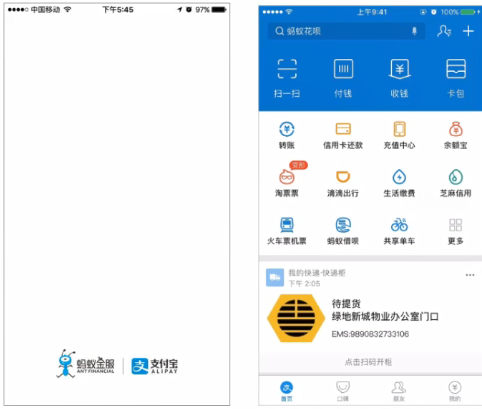 中国移动 下午5:45 97%
蚂蚁金服
ANT FINANCIAL
支付宝
ALIPAY
上午9:41 100%
蚂蚁花呗
扫一扫 付钱 收钱 卡包
转账 信用卡还款 充值中心 余额宝
淘票票 滴滴出行 生活缴费 芝麻信用
火车票机票 蚂蚁借呗 共享单车 更多
我的快递·快递柜
下午 2:05
待提货
绿地新城物业办公室门口
EMS:9890832733106
点击扫码开柜
首页 口碑 朋友 我的